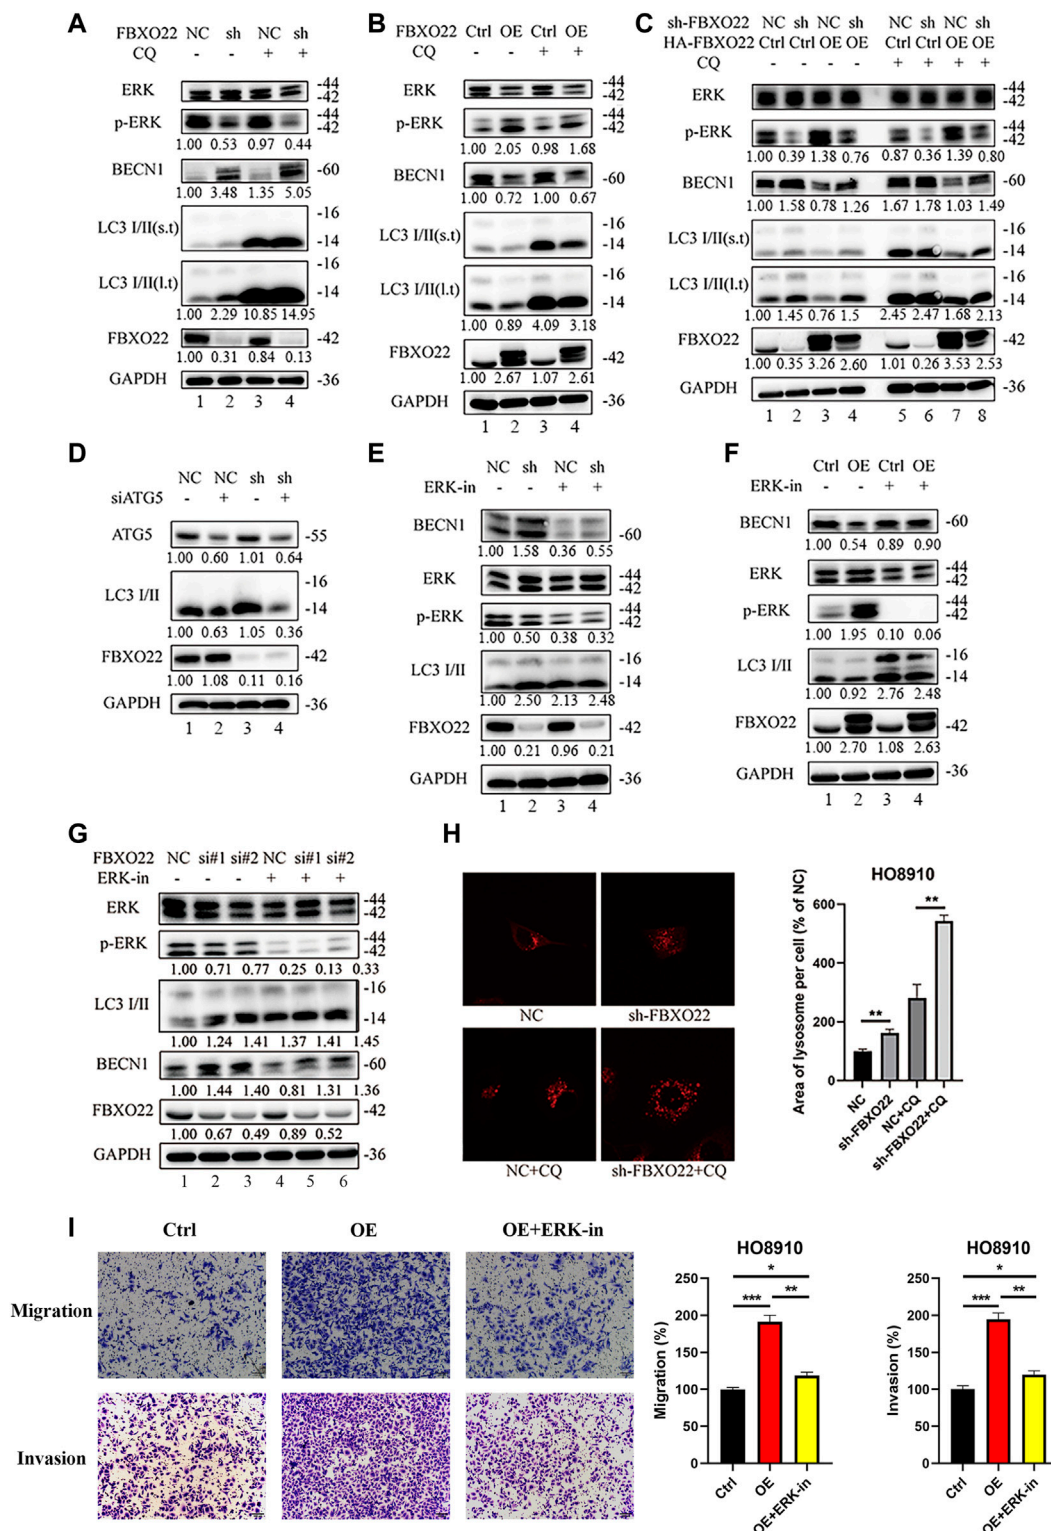 A
FBXO22 NC sh NC sh
CQ - - + +
ERK -44 -42
p-ERK -44 -42
1.00 0.53 0.97 0.44
BECN1 -60
1.00 3.48 1.35 5.05
LC3 I/II(s.t) -16 -14
LC3 I/II(l.t) -16 -14
1.00 2.29 10.85 14.95
FBXO22 -42
1.00 0.31 0.84 0.13
GAPDH -36
1 2 3 4
B
FBXO22 Ctrl OE Ctrl OE
CQ - - + +
ERK -44 -42
p-ERK -44 -42
1.00 2.05 0.98 1.68
BECN1 -60
1.00 0.72 1.00 0.67
LC3 I/II(s.t) -16 -14
LC3 I/II(l.t) -16 -14
1.00 0.89 4.09 3.18
FBXO22 -42
1.00 2.67 1.07 2.61
GAPDH -36
1 2 3 4
C
sh-FBXO22 NC sh NC sh NC sh NC sh
HA-FBXO22 Ctrl Ctrl OE OE Ctrl Ctrl OE OE
CQ - - - - + + + +
ERK -44 -42
p-ERK -44 -42
1.00 0.39 1.38 0.76 0.87 0.36 1.39 0.80
BECN1 -60
1.00 1.58 0.78 1.26 1.67 1.78 1.03 1.49
LC3 I/II(s.t) -16 -14
LC3 I/II(l.t) -16 -14
1.00 1.45 0.76 1.5 2.45 2.47 1.68 2.13
FBXO22 -42
1.00 0.35 3.26 2.60 1.01 0.26 3.53 2.53
GAPDH -36
1 2 3 4 5 6 7 8
D
NC NC sh sh
siATG5 - + - +
ATG5 -55
1.00 0.60 1.01 0.64
LC3 I/II -16 -14
1.00 0.63 1.05 0.36
FBXO22 -42
1.00 1.08 0.11 0.16
GAPDH -36
1 2 3 4
E
NC sh NC sh
ERK-in - - + +
BECN1 -60
1.00 1.58 0.36 0.55
ERK -44 -42
p-ERK -44 -42
1.00 0.50 0.38 0.32
LC3 I/II -16 -14
1.00 2.50 2.13 2.48
FBXO22 -42
1.00 0.21 0.96 0.21
GAPDH -36
1 2 3 4
F
Ctrl OE Ctrl OE
ERK-in - - + +
BECN1 -60
1.00 0.54 0.89 0.90
ERK -44 -42
p-ERK -44 -42
1.00 1.95 0.10 0.06
LC3 I/II -16 -14
1.00 0.92 2.76 2.48
FBXO22 -42
1.00 2.70 1.08 2.63
GAPDH -36
1 2 3 4
G
FBXO22 NC si#1 si#2 NC si#1 si#2
ERK-in - - - + + +
ERK -44 -42
p-ERK -44 -42
1.00 0.71 0.77 0.25 0.13 0.33
LC3 I/II -16 -14
1.00 1.24 1.41 1.37 1.41 1.45
BECN1 -60
1.00 1.44 1.40 0.81 1.31 1.36
FBXO22 -42
1.00 0.67 0.49 0.89 0.52
GAPDH -36
1 2 3 4 5 6
H
NC sh-FBXO22
NC+CQ sh-FBXO22+CQ
HO8910
Area of lysosome per cell (% of NC)
600
400
200
100
0
** **
NC
sh-FBXO22
NC+CQ
sh-FBXO22+CQ
I
Ctrl OE OE+ERK-in
Migration
Invasion
HO8910
Migration (%)
250
200
150
100
50
0
*
*** **
Ctrl
OE
OE+ERK-in
HO8910
Invasion (%)
250
200
150
100
50
0
*
*** **
Ctrl
OE
OE+ERK-in